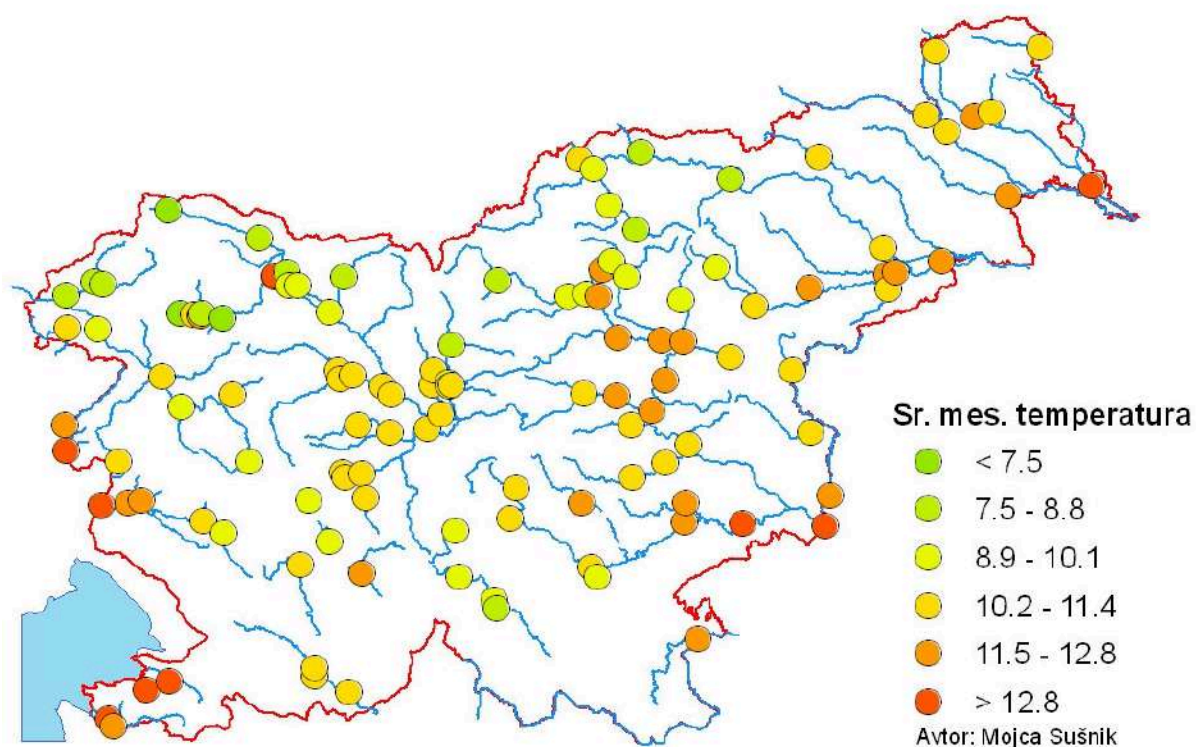 Sr. mes. temperatura
< 7.5
7.5 - 8.8
8.9 - 10.1
10.2 - 11.4
11.5 - 12.8
> 12.8
Avtor: Mojca Sušnik